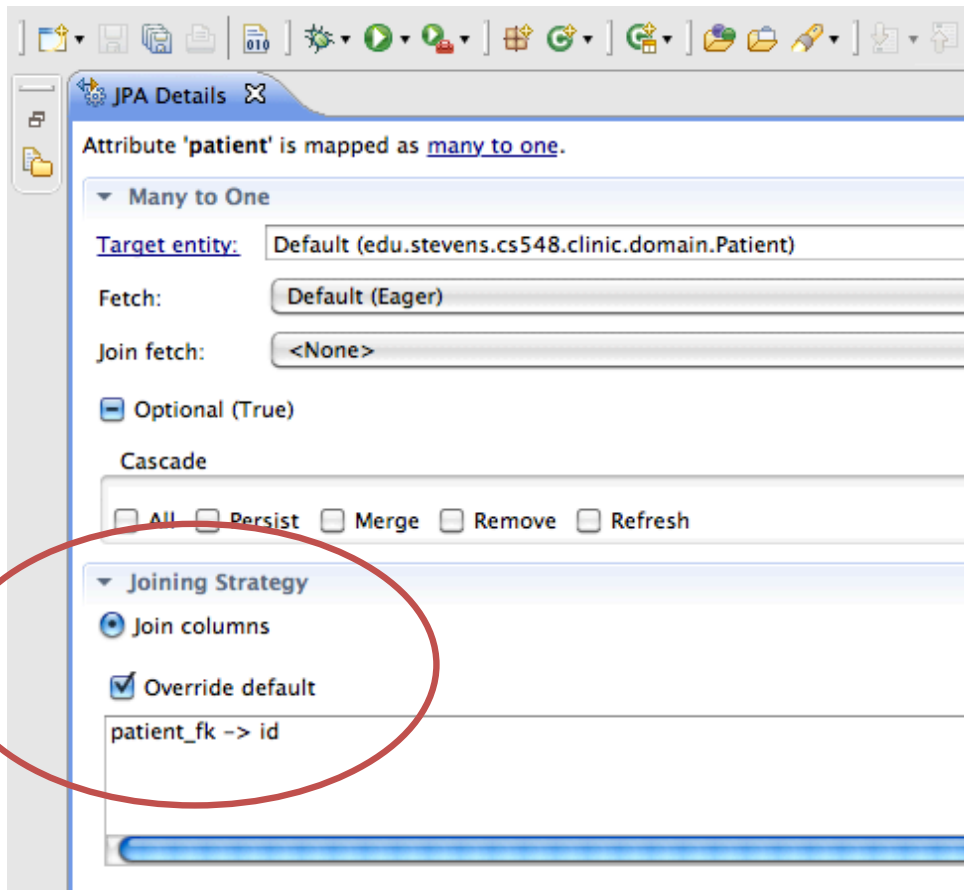 010
JPA Details
Attribute 'patient' is mapped as many to one.
Many to One
Target entity: Default (edu.stevens.cs548.clinic.domain.Patient)
Fetch: Default (Eager)
Join fetch: <None>
Optional (True)
Cascade
All Persist Merge Remove Refresh
Joining Strategy
Join columns
Override default
patient_fk -> id